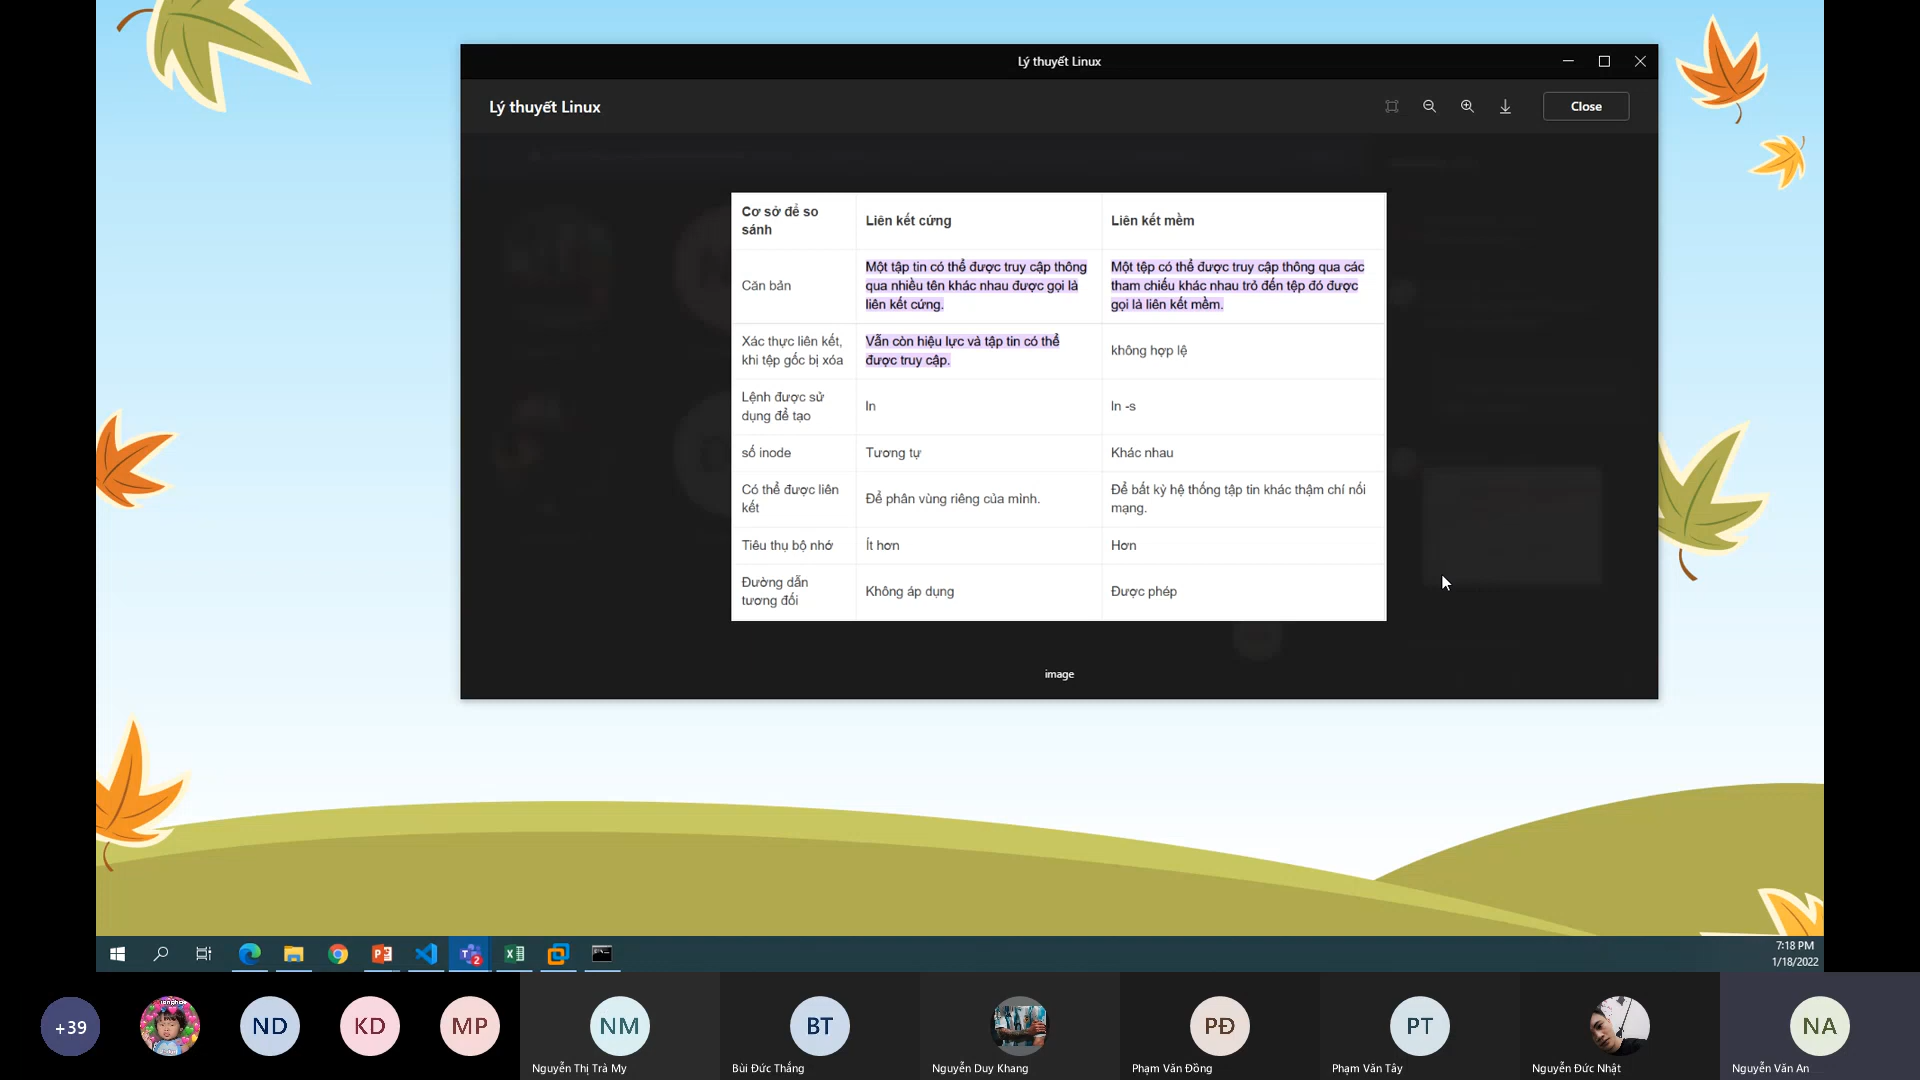 Lý thuyết Linux
Lý thuyết Linux
Close
Cơ sở để so
sánh
Liên kết cứng
Liên kết mềm
Căn bản
Một tập tin có thể được truy cập thông
qua nhiều tên khác nhau được gọi là
liên kết cứng.
Một tệp có thể được truy cập thông qua các
tham chiếu khác nhau trỏ đến tệp đó được
gọi là liên kết mềm.
Xác thực liên kết,
khi tệp gốc bị xóa
Vẫn còn hiệu lực và tập tin có thể
được truy cập.
không hợp lệ
Lệnh được sử
dụng để tạo
ln
ln -s
số inode
Tương tự
Khác nhau
Có thể được liên
kết
Để phân vùng riêng của mình.
Để bất kỳ hệ thống tập tin khác thậm chí nối
mạng.
Tiêu thụ bộ nhớ
Ít hơn
Hơn
Đường dẫn
tương đối
Không áp dụng
Được phép
image
7:18 PM
1/18/2022
+39
ND
KD
MP
NM
BT
PĐ
PT
NA
Nguyễn Thị Trà My
Bùi Đức Thắng
Nguyễn Duy Khang
Phạm Văn Đồng
Phạm Văn Tây
Nguyễn Đức Nhật
Nguyễn Văn An